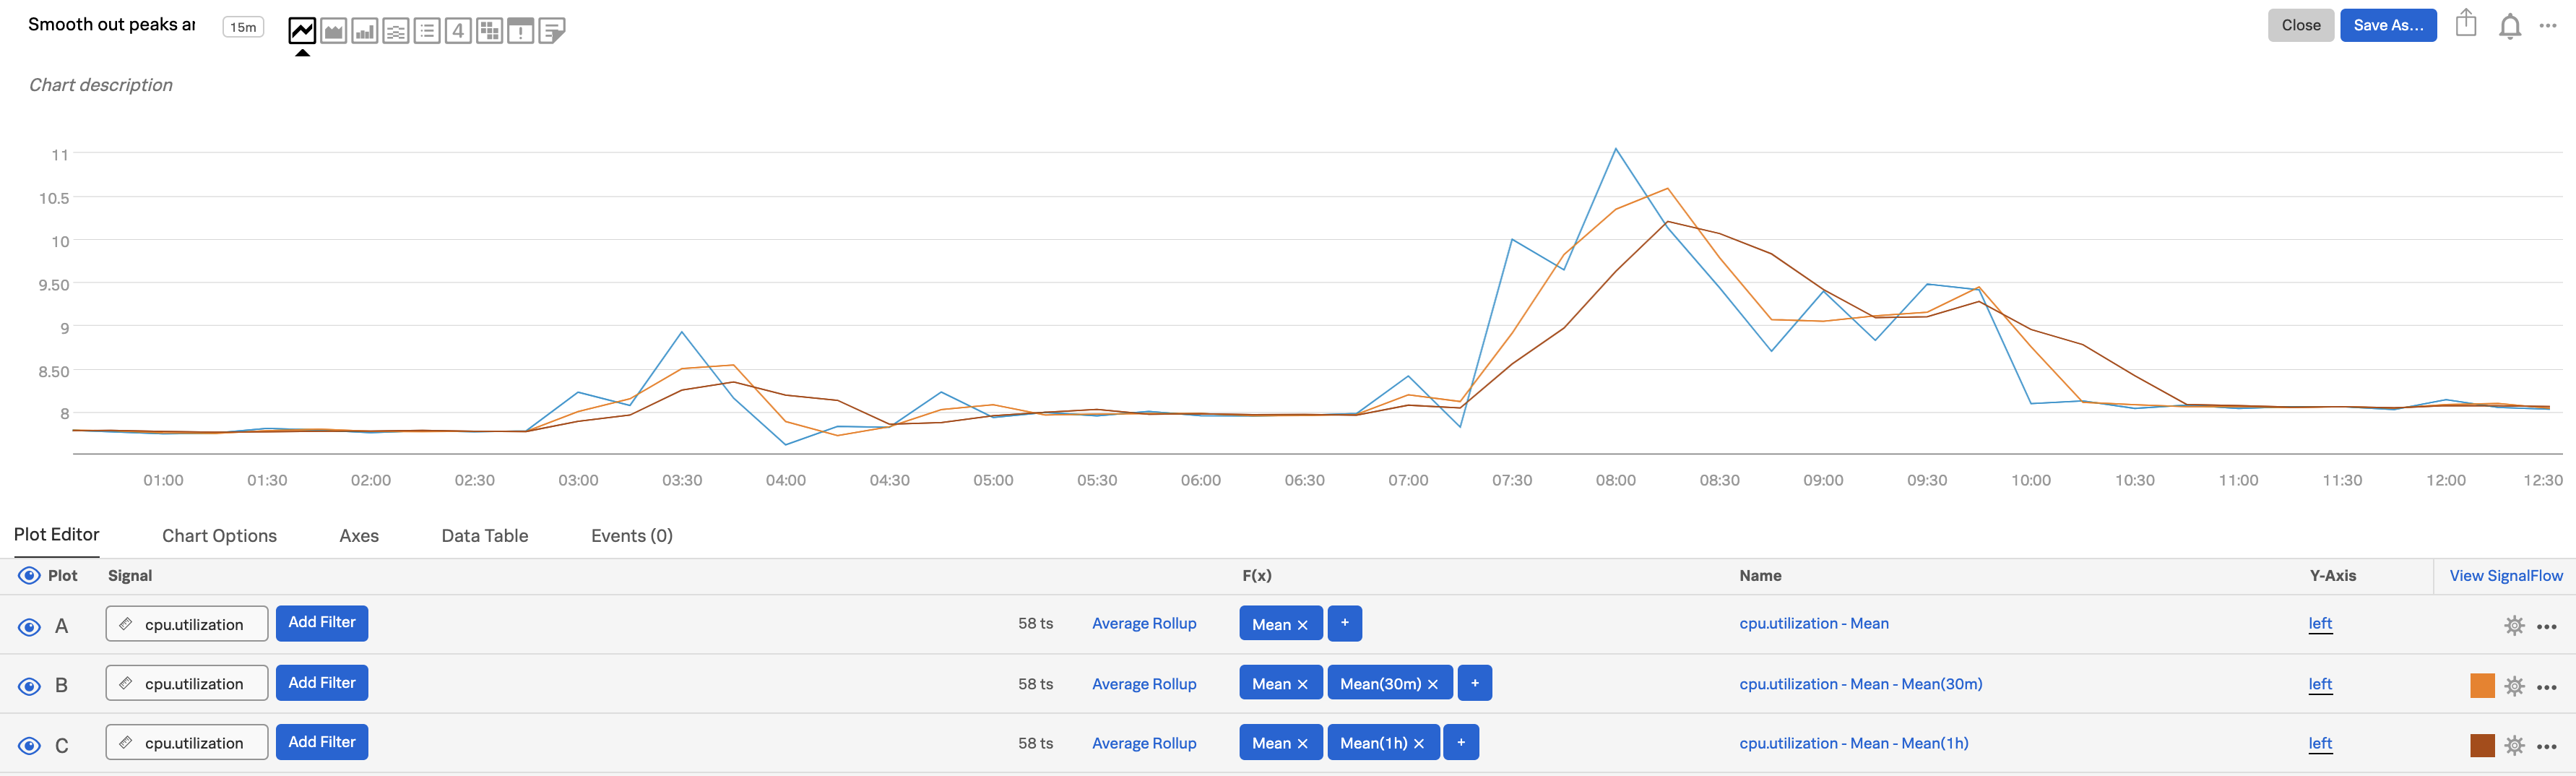 Smooth out peaks ar 15m 4 Close Save As... ...
Chart description
11
10.5
10
9.50
9
8.50
8
01:00 01:30 02:00 02:30 03:00 03:30 04:00 04:30 05:00 05:30 06:00 06:30 07:00 07:30 08:00 08:30 09:00 09:30 10:00 10:30 11:00 11:30 12:00 12:30
Plot Editor Chart Options Axes Data Table Events (0)
Plot Signal F(x) Name Y-Axis View SignalFlow
A cpu.utilization Add Filter 58 ts Average Rollup Mean × + cpu.utilization - Mean left
B cpu.utilization Add Filter 58 ts Average Rollup Mean × Mean(30m) × + cpu.utilization - Mean - Mean(30m) left
C cpu.utilization Add Filter 58 ts Average Rollup Mean × Mean(1h) × + cpu.utilization - Mean - Mean(1h) left